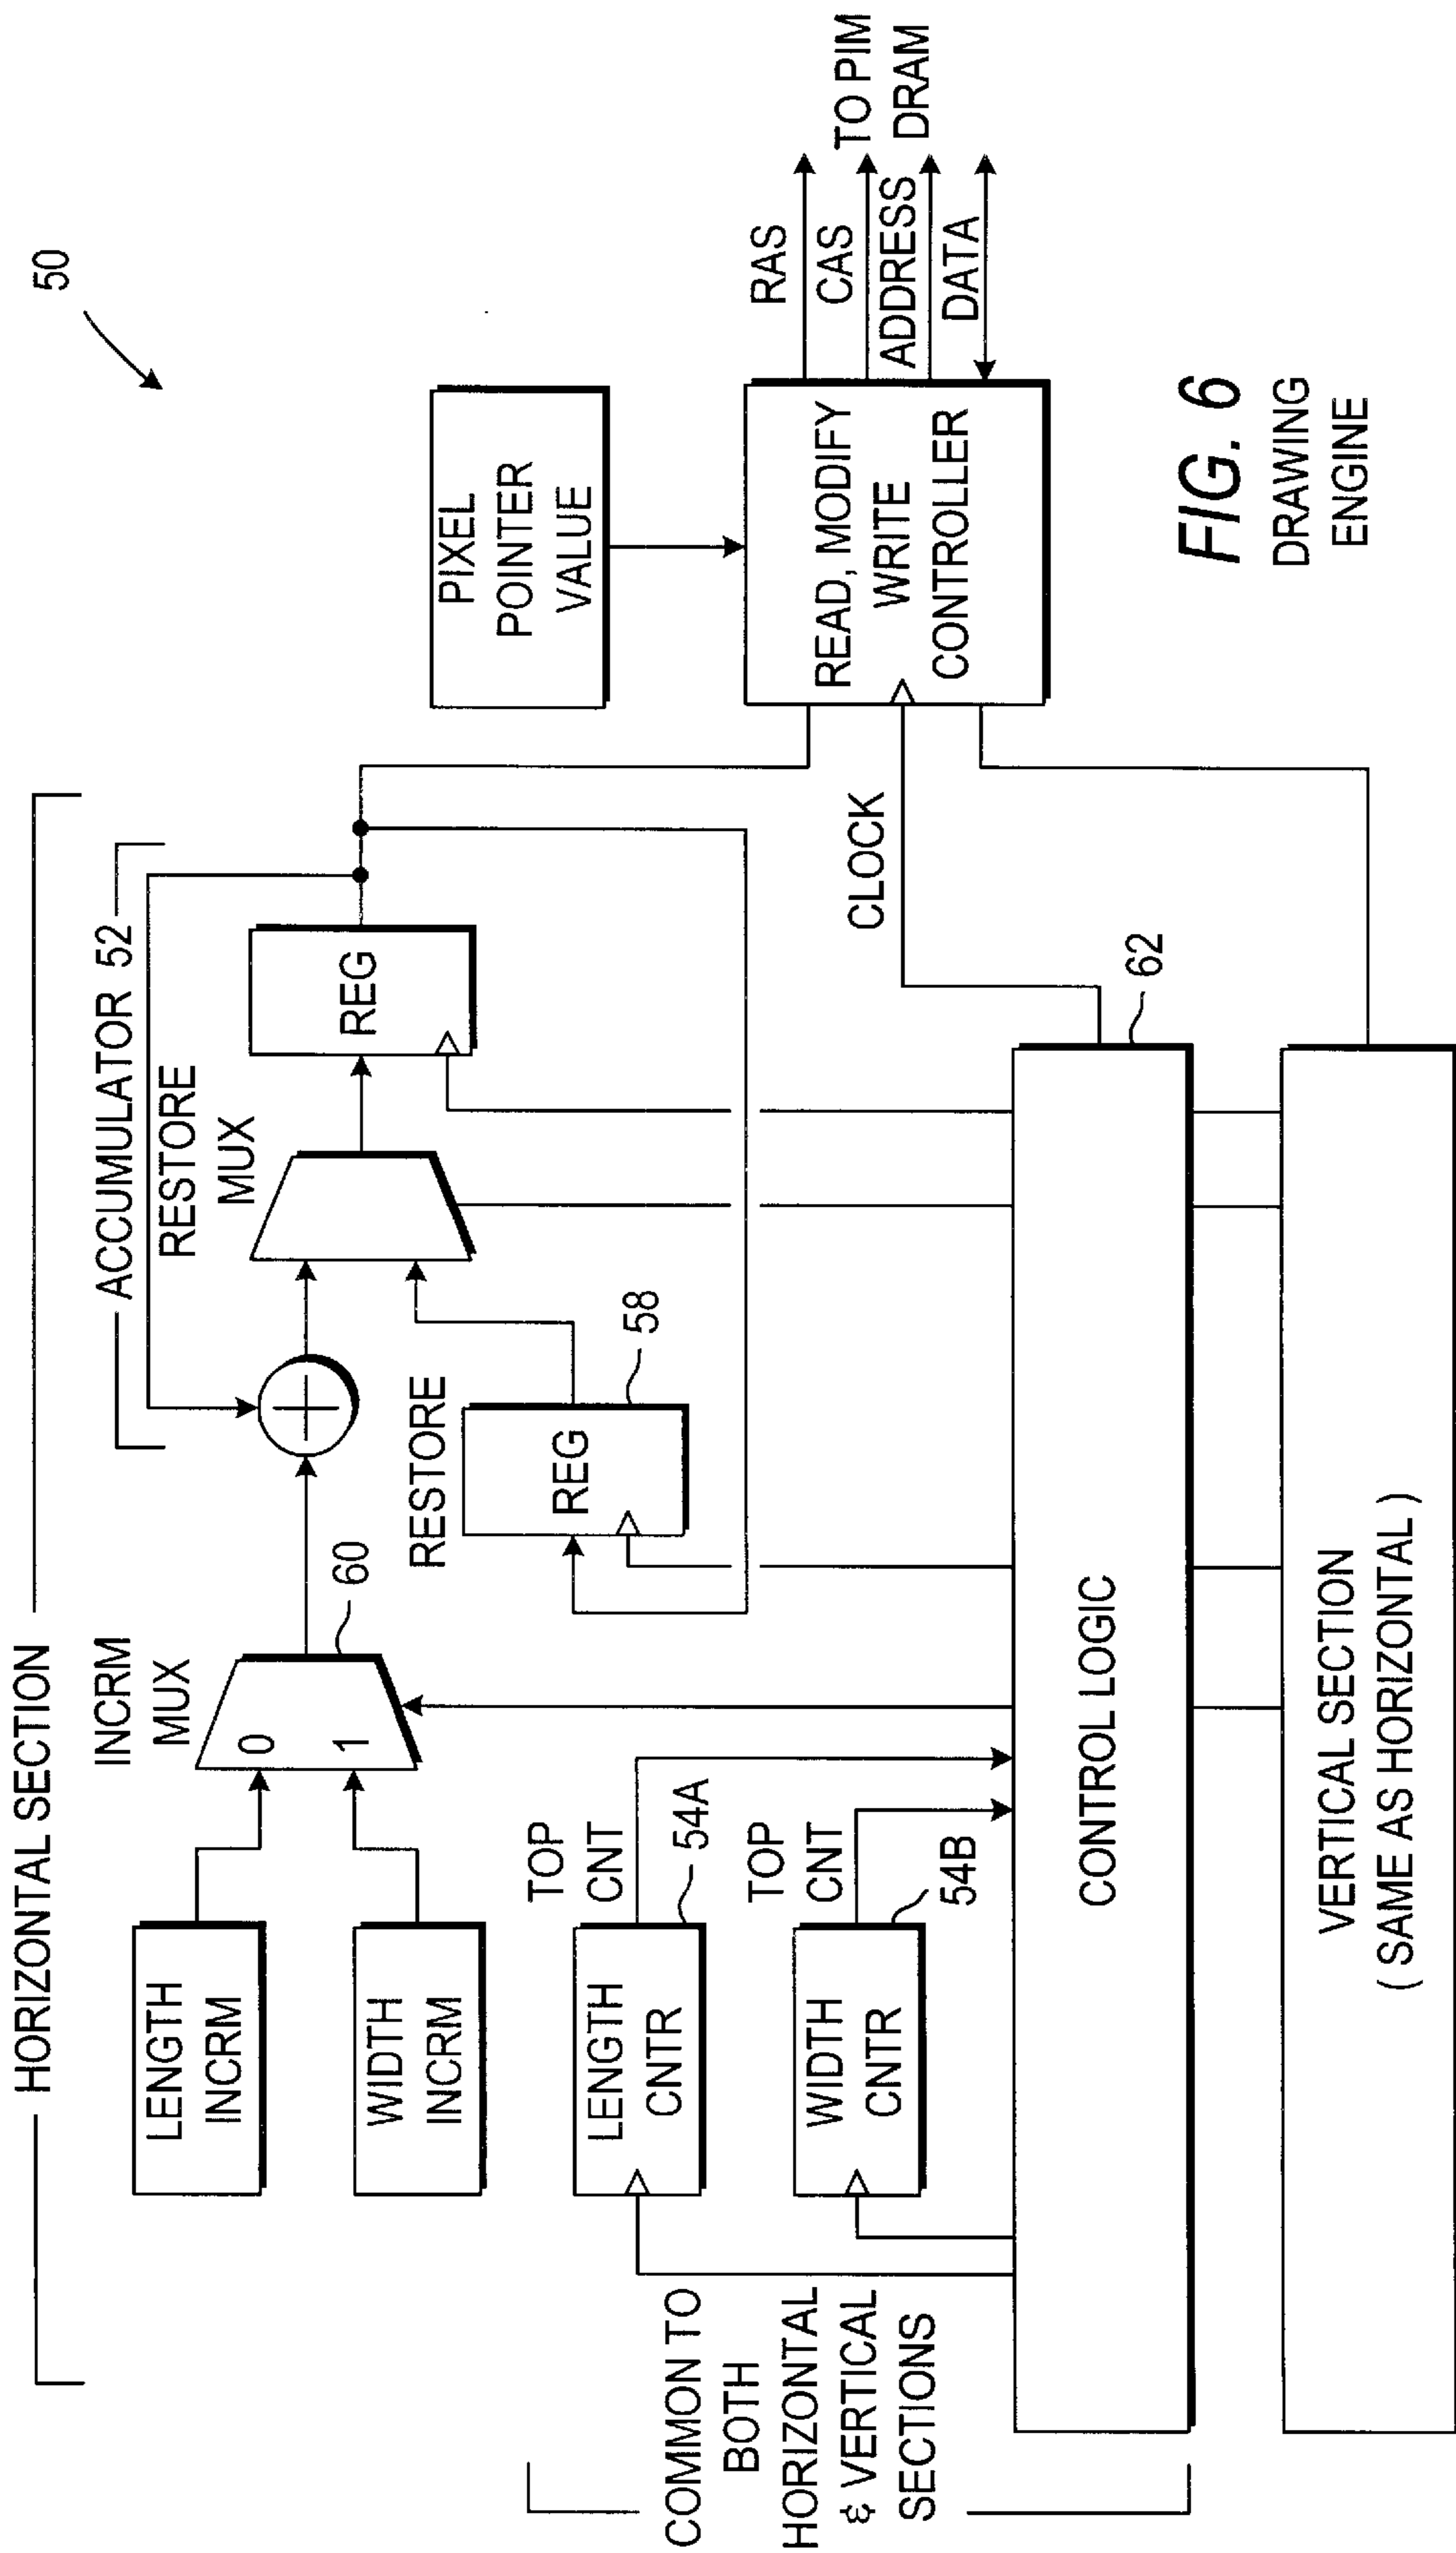 HORIZONTAL SECTION
50
ACCUMULATOR 52
INCRM
MUX
RESTORE
MUX
LENGTH
INCRM
0
1
60
REG
WIDTH
INCRM
RESTORE
REG
58
PIXEL
POINTER
VALUE
TOP
CNT
LENGTH
CNTR
54A
TOP
CNT
WIDTH
CNTR
54B
RAS
CAS
ADDRESS
DATA
TO PIM
DRAM
READ, MODIFY
WRITE
CONTROLLER
CLOCK
COMMON TO
BOTH
HORIZONTAL
& VERTICAL
SECTIONS
CONTROL LOGIC
62
VERTICAL SECTION
( SAME AS HORIZONTAL )
FIG. 6
DRAWING
ENGINE